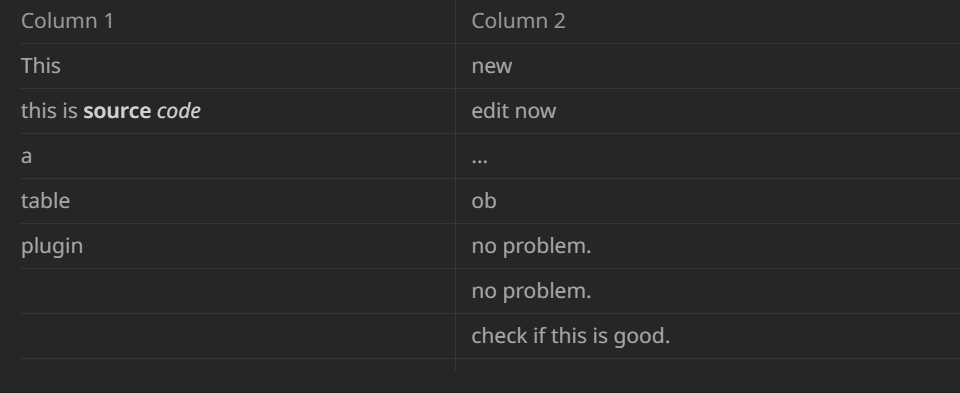 Column 1 Column 2
This new
this is source code edit now
a ...
table ob
plugin no problem.
no problem.
check if this is good.